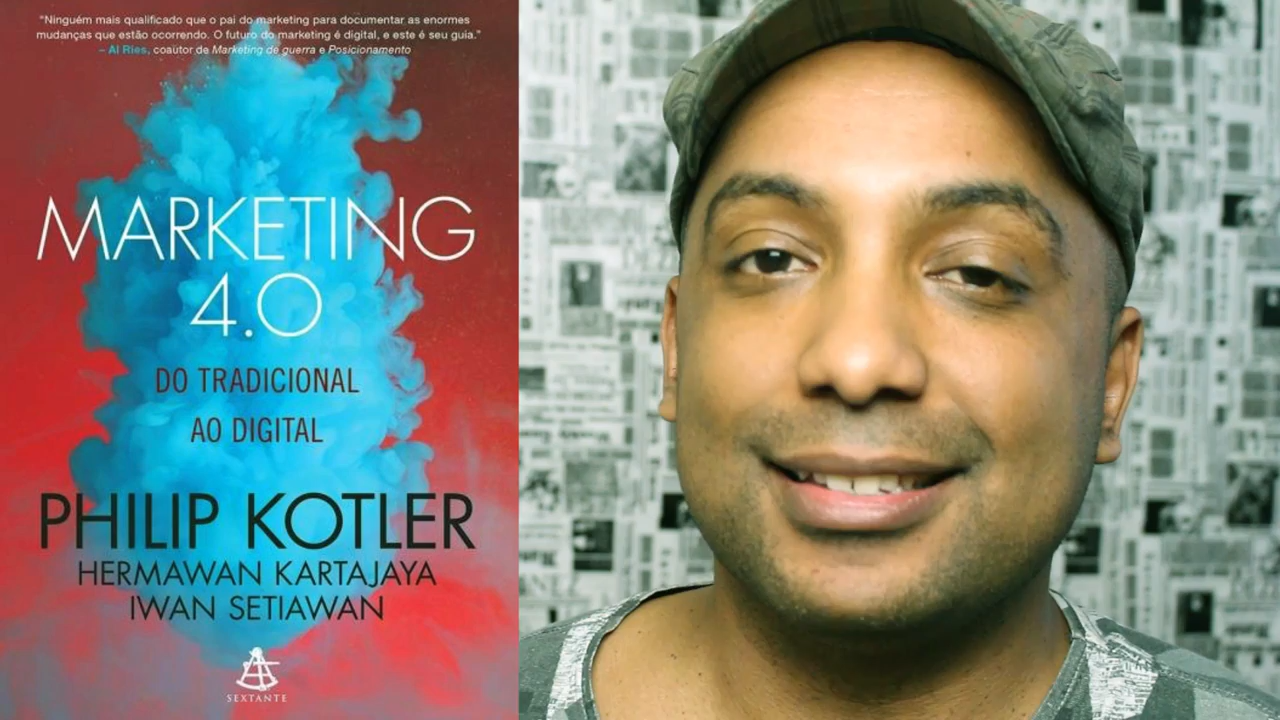 "Ninguém mais qualificado que o pai do marketing para documentar as enormes
mudanças que estão ocorrendo. O futuro do marketing é digital, e este é seu guia."
– Al Ries, coautor de Marketing de guerra e Posicionamento
MARKETING
4.0
DO TRADICIONAL
AO DIGITAL
PHILIP KOTLER
HERMAWAN KARTAJAYA
IWAN SETIAWAN
SEXTANTE